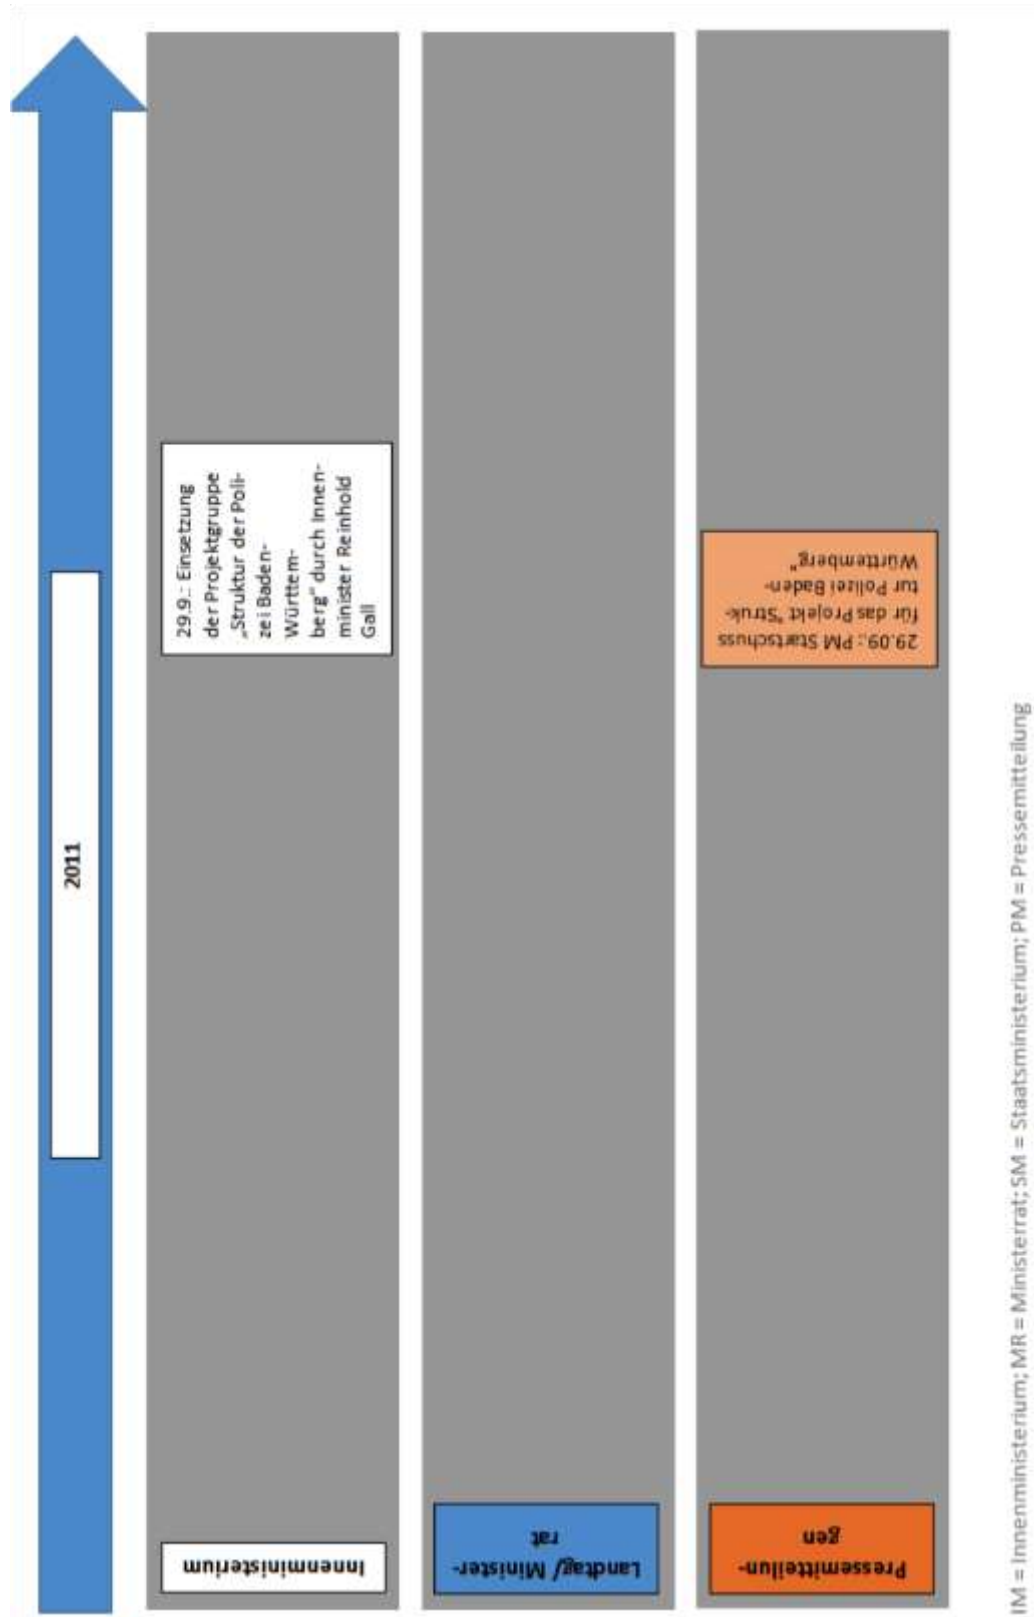 2011
Innenministerium
29.9.: Einsetzung
der Projektgruppe
„Struktur der Poli-
zei Baden-
Württem-
berg“ durch Innen-
minister Reinhold
Gall
Landtag/ Minister-
rat
Pressemitteilun-
gen
29.09.: PM Startschuss
für das Projekt "Struk-
tur Polizei Baden-
Württemberg"
IM = Innenministerium; MR = Ministerrat; SM = Staatsministerium; PM = Pressemitteilung